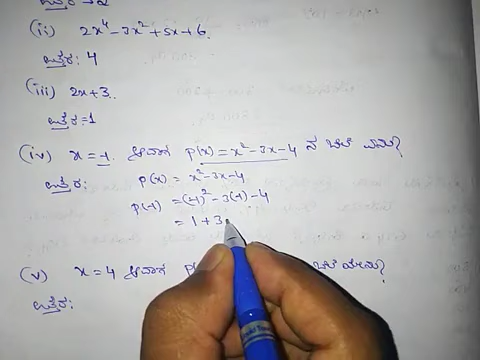 (ii) 2x⁴-3x²+5x+6.
ಉತ್ತರ: 4
(iii) 2x+3.
ಉತ್ತರ=1
(iv) x=-1 ಆದಾಗ p(x)=x²-3x-4 ನ ಬೆಲೆ ಏನು?
ಉತ್ತರ: p(x) = x²-3x-4
p(-1) =(-1)²-3(-1)-4
= 1+3
(v) x=4 ಆದಾಗ p
ಉತ್ತರ: